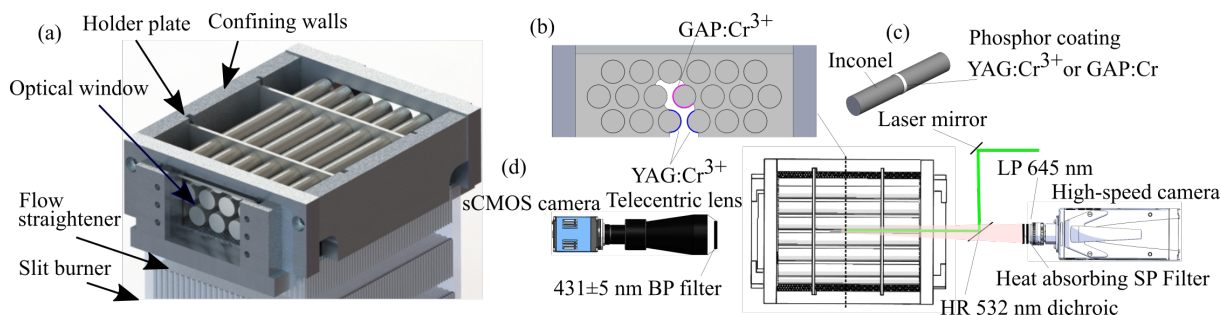 (a)
Holder plate
Confining walls
Optical window
Flow
straightener
Slit burner
(b)
GAP:Cr3+
YAG:Cr3+
(c)
Inconel
Phosphor coating
YAG:Cr3+ or GAP:Cr
(d)
sCMOS camera
Telecentric lens
431±5 nm BP filter
Laser mirror
LP 645 nm
High-speed camera
Heat absorbing SP Filter
HR 532 nm dichroic